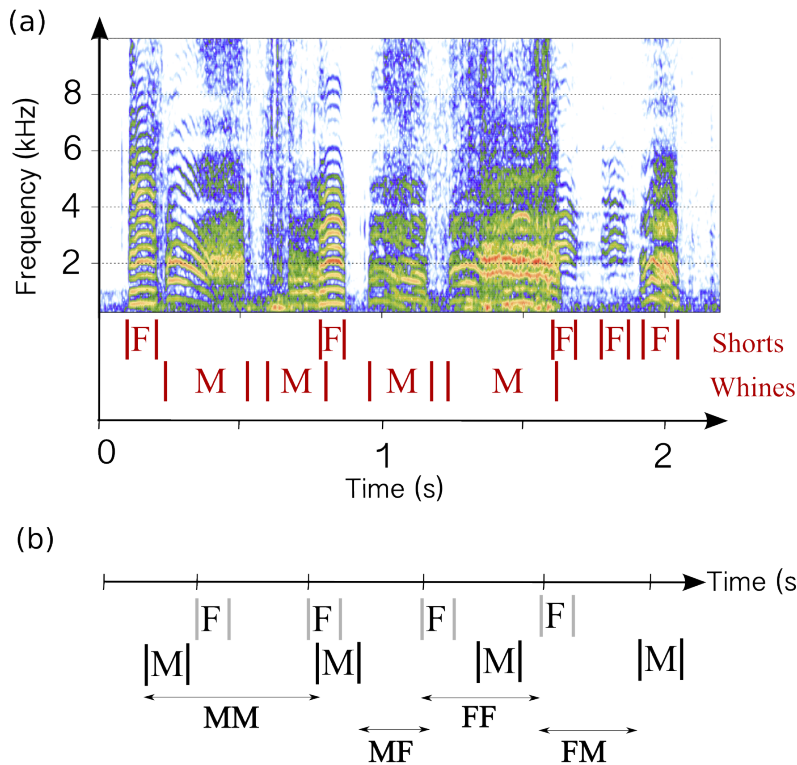 (a)
Frequency (kHz)
8
6
4
2
F F F F F Shorts
M M M M Whines
0 1 2
Time (s)
(b)
Time (s
F F F F
M M M M
MM FF
MF FM